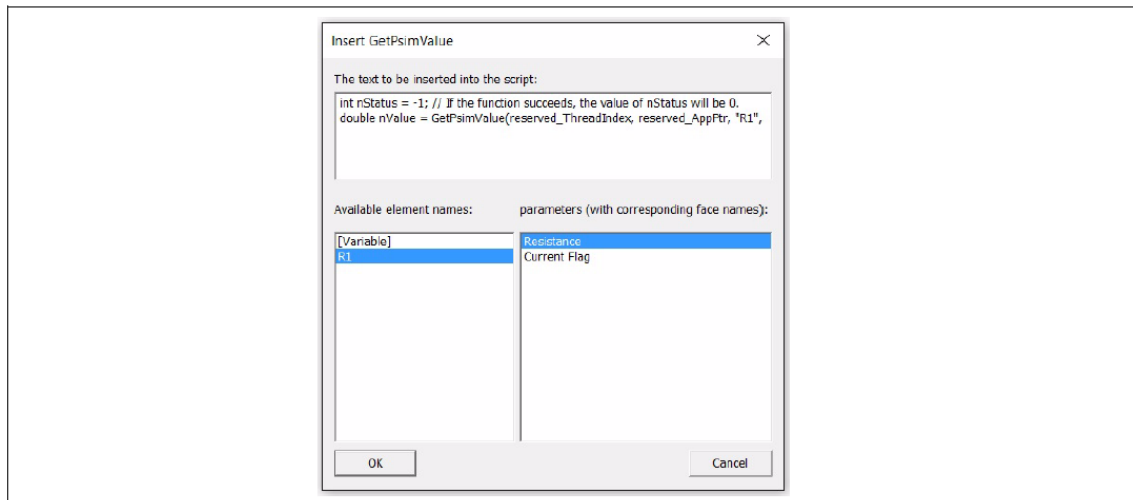 Insert GetPsimValue
The text to be inserted into the script:
int nStatus = -1; // If the function succeeds, the value of nStatus will be 0.
double nValue = GetPsimValue(reserved_ThreadIndex, reserved_AppPtr, "R1",
Available element names:
parameters (with corresponding face names):
[Variable]
R1
Resistance
Current Flag
OK
Cancel